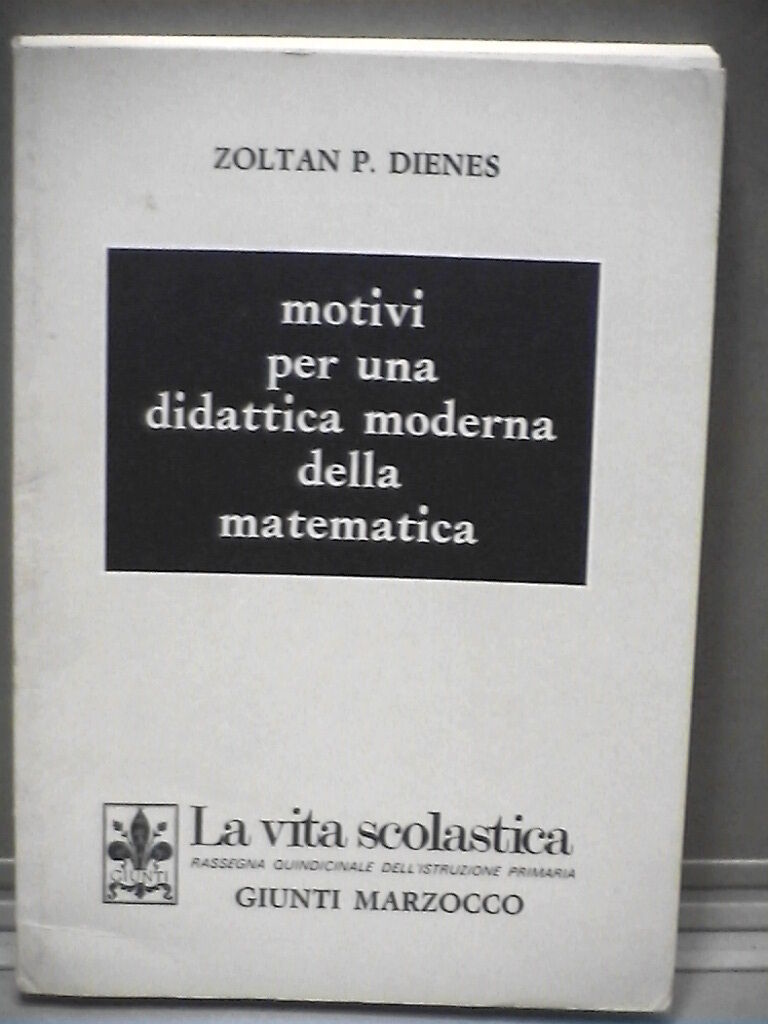 ZOLTAN P. DIENES
motivi
per una
didattica moderna
della
matematica
GIUNTI
La vita scolastica
RASSEGNA QUINDICINALE DELL'ISTRUZIONE PRIMARIA
GIUNTI MARZOCCO